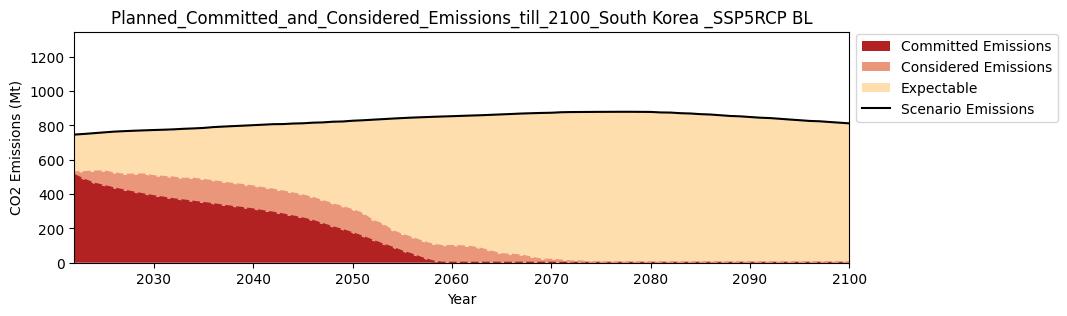 Planned_Committed_and_Considered_Emissions_till_2100_South Korea _SSP5RCP BL
CO2 Emissions (Mt)
1200
1000
800
600
400
200
0
2030
2040
2050
2060
2070
2080
2090
2100
Year
Committed Emissions
Considered Emissions
Expectable
Scenario Emissions